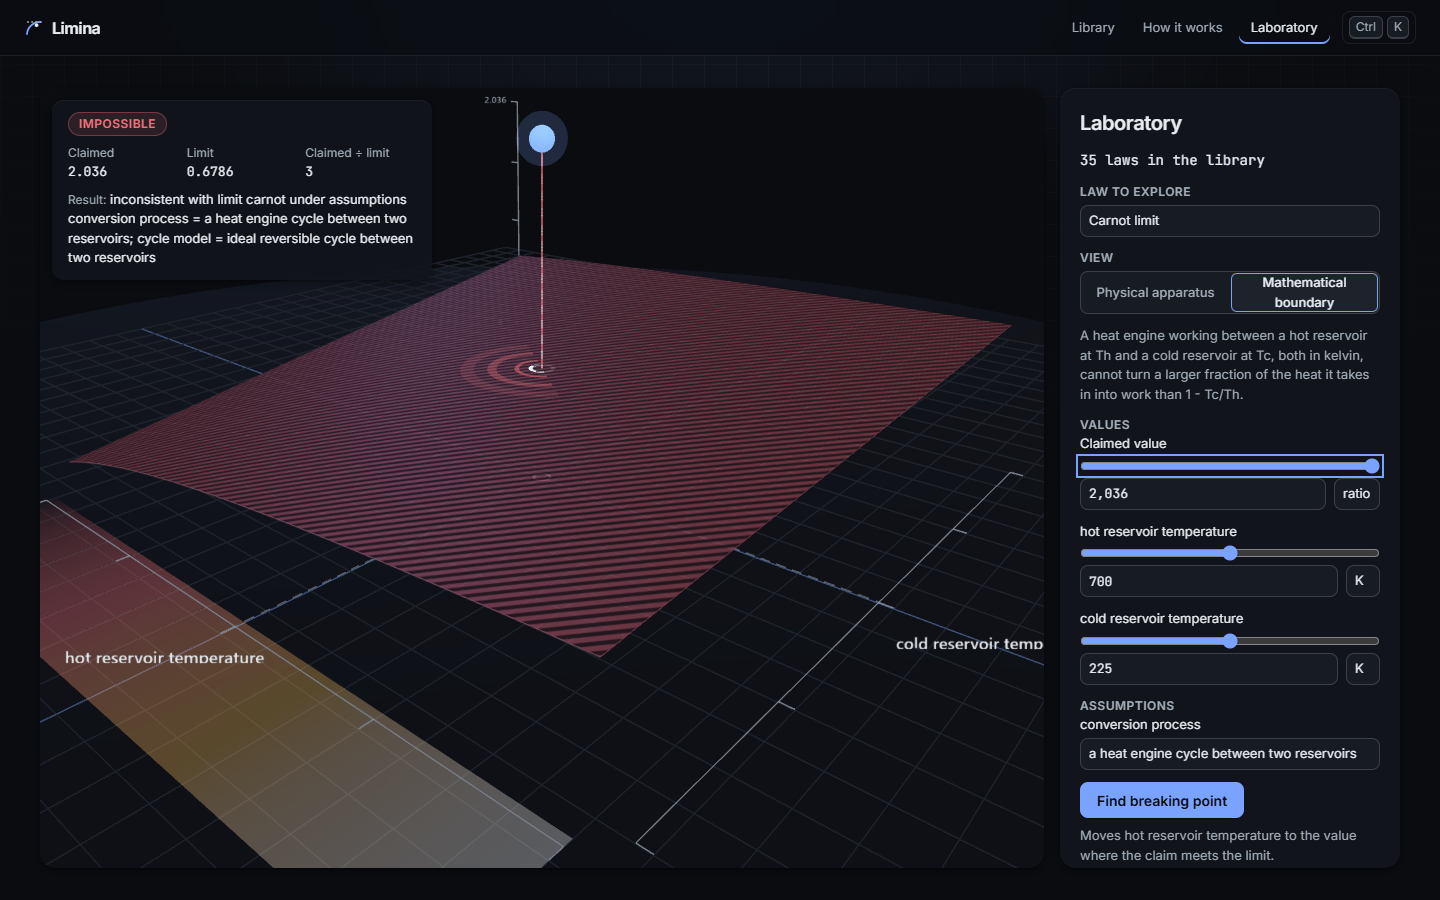 Limina
Library
How it works
Laboratory
Ctrl
K
IMPOSSIBLE
Claimed
Limit
Claimed ÷ limit
2.036
0.6786
3
Result: inconsistent with limit carnot under assumptions
conversion process = a heat engine cycle between two
reservoirs; cycle model = ideal reversible cycle between
two reservoirs
2.036
hot reservoir temperature
cold reservoir temp
Laboratory
35 laws in the library
LAW TO EXPLORE
Carnot limit
VIEW
Physical apparatus
Mathematical
boundary
A heat engine working between a hot reservoir
at Th and a cold reservoir at Tc, both in kelvin,
cannot turn a larger fraction of the heat it takes
in into work than 1 - Tc/Th.
VALUES
Claimed value
2,036
ratio
hot reservoir temperature
700
K
cold reservoir temperature
225
K
ASSUMPTIONS
conversion process
a heat engine cycle between two reservoirs
Find breaking point
Moves hot reservoir temperature to the value
where the claim meets the limit.